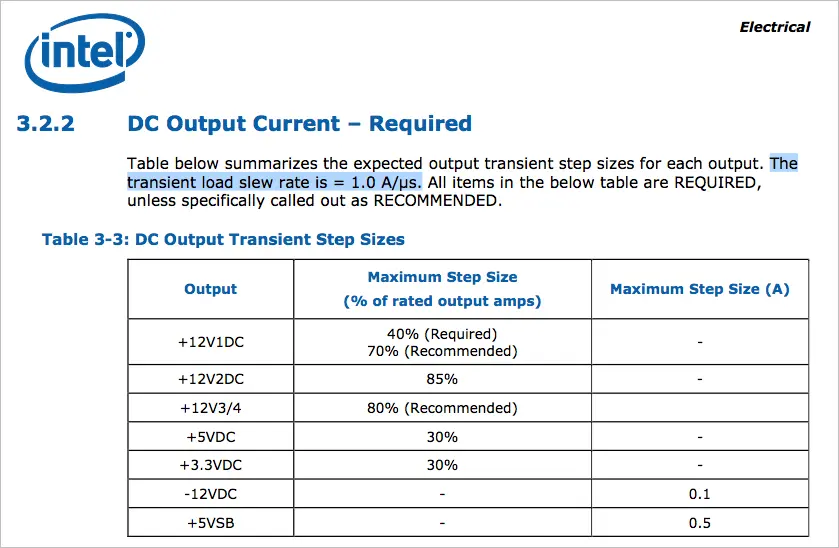 intel
Electrical
3.2.2 DC Output Current – Required
Table below summarizes the expected output transient step sizes for each output. The
transient load slew rate is = 1.0 A/μs. All items in the below table are REQUIRED,
unless specifically called out as RECOMMENDED.
Table 3-3: DC Output Transient Step Sizes
Output Maximum Step Size Maximum Step Size (A)
(% of rated output amps)
+12V1DC 40% (Required) -
70% (Recommended)
+12V2DC 85% -
+12V3/4 80% (Recommended)
+5VDC 30% -
+3.3VDC 30% -
-12VDC - 0.1
+5VSB - 0.5